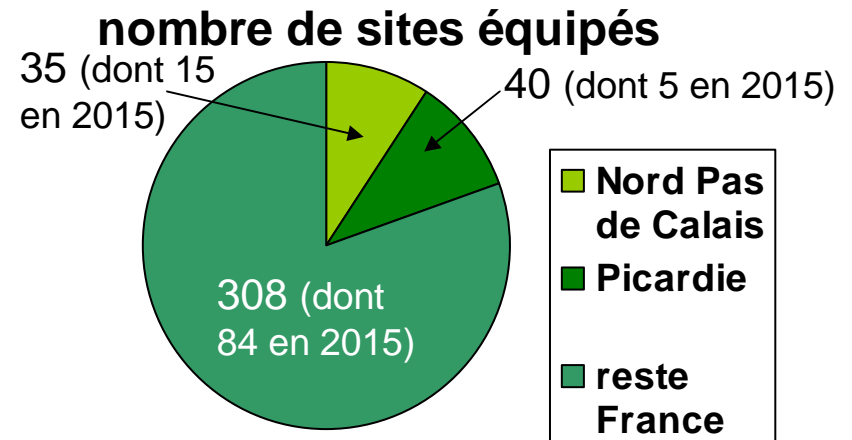 nombre de sites équipés
35 (dont 15
en 2015)
40 (dont 5 en 2015)
308 (dont
84 en 2015)
Nord Pas
de Calais
Picardie
reste
France